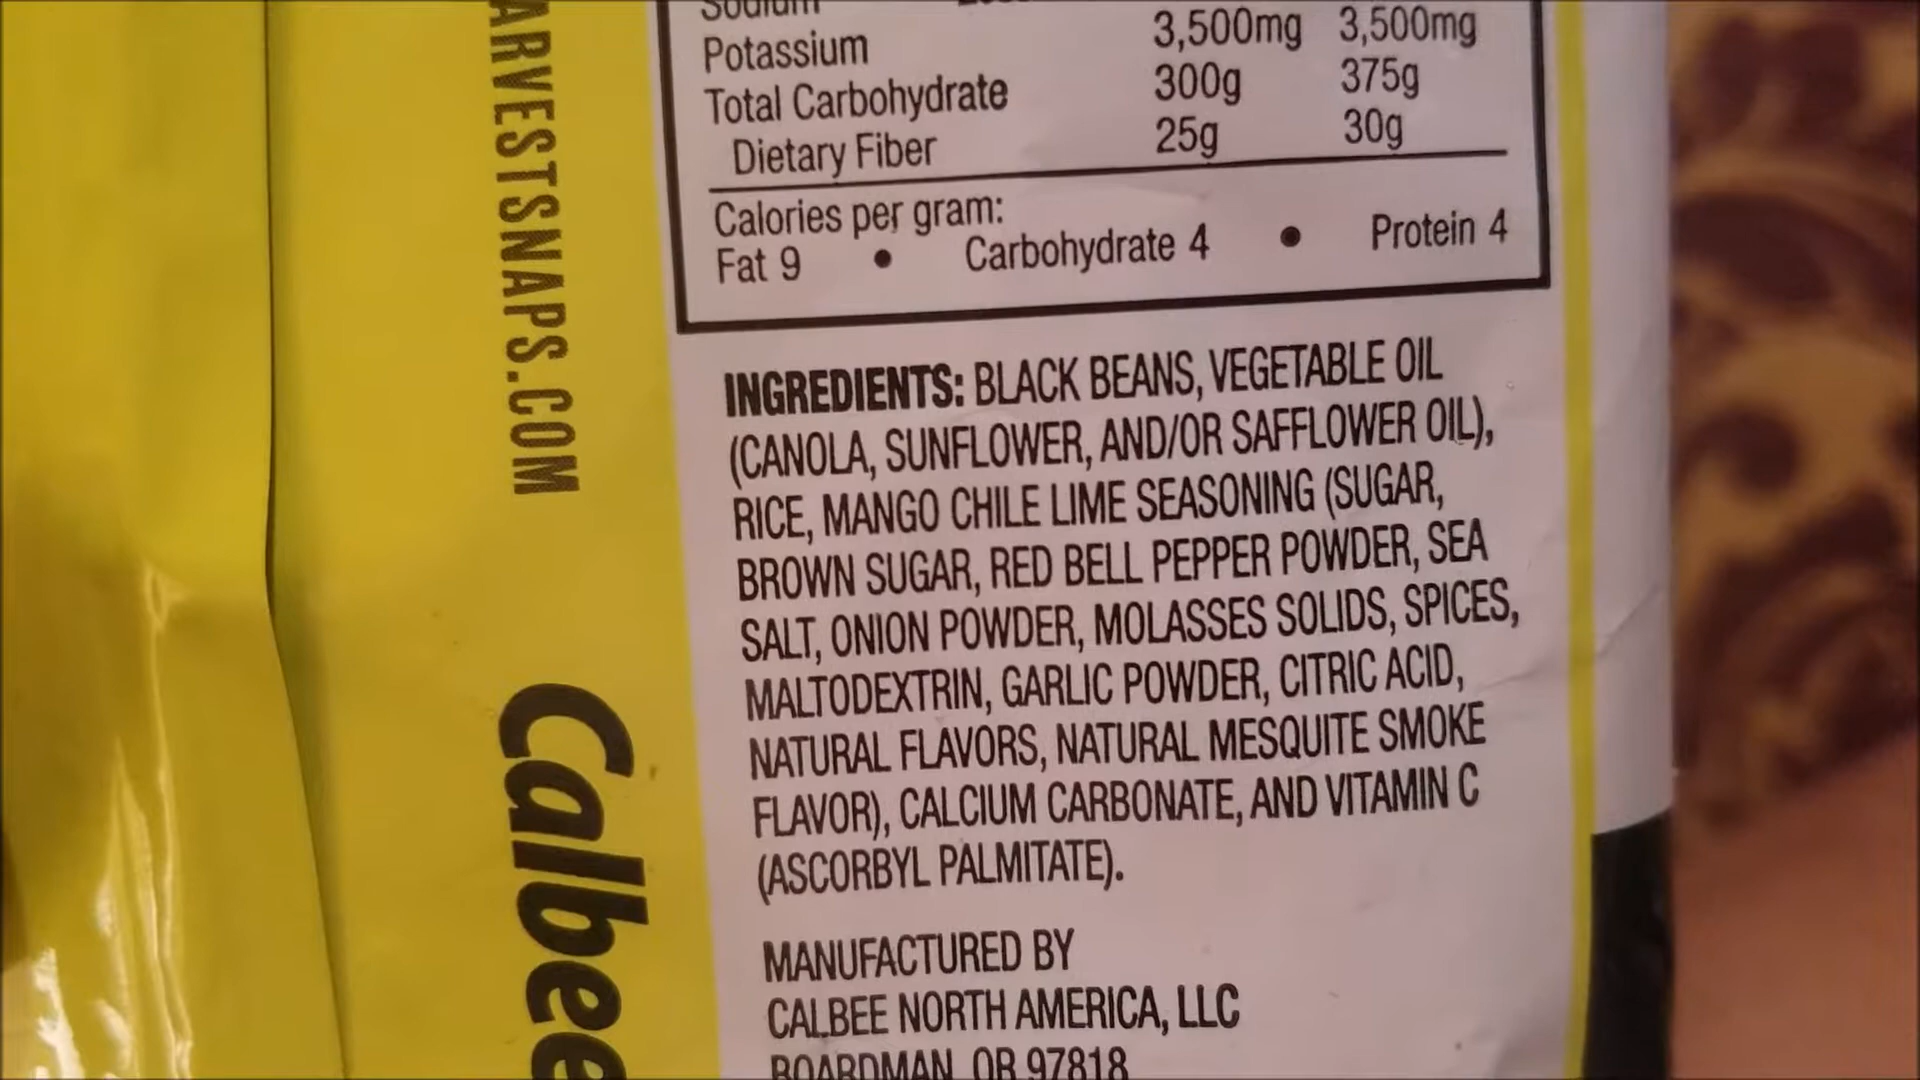 Sodium
Potassium 3,500mg 3,500mg
Total Carbohydrate 300g 375g
Dietary Fiber 25g 30g
Calories per gram:
Fat 9 • Carbohydrate 4 • Protein 4
INGREDIENTS: BLACK BEANS, VEGETABLE OIL
(CANOLA, SUNFLOWER, AND/OR SAFFLOWER OIL),
RICE, MANGO CHILE LIME SEASONING (SUGAR,
BROWN SUGAR, RED BELL PEPPER POWDER, SEA
SALT, ONION POWDER, MOLASSES SOLIDS, SPICES,
MALTODEXTRIN, GARLIC POWDER, CITRIC ACID,
NATURAL FLAVORS, NATURAL MESQUITE SMOKE
FLAVOR), CALCIUM CARBONATE, AND VITAMIN C
(ASCORBYL PALMITATE).
MANUFACTURED BY
CALBEE NORTH AMERICA, LLC
BOARDMAN, OR 97818
ARVESTSNAPS.COM
Calbee